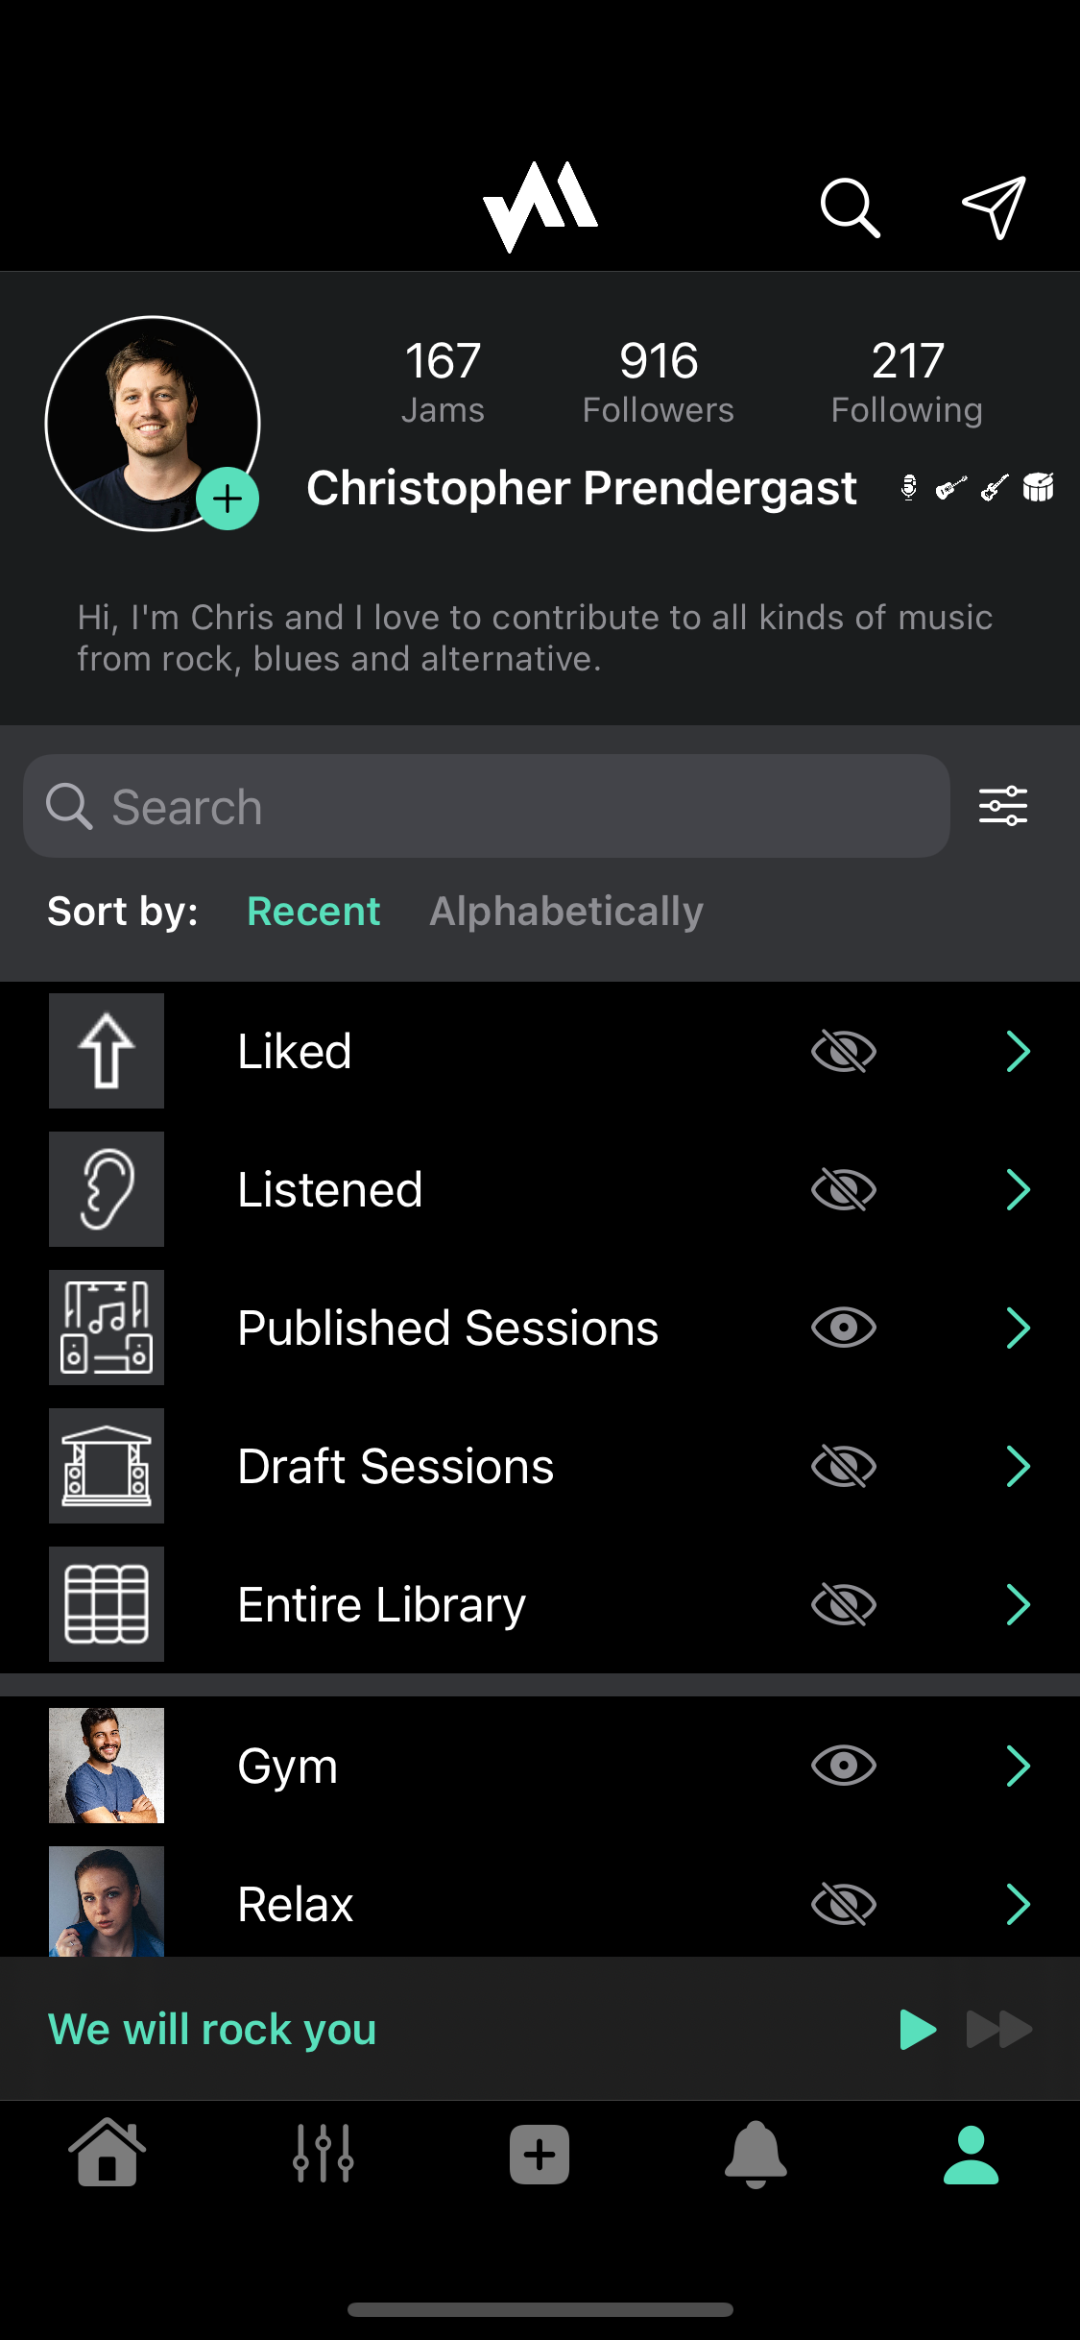 167 916 217
Jams Followers Following
Christopher Prendergast
Hi, I'm Chris and I love to contribute to all kinds of music
from rock, blues and alternative.
Search
Sort by: Recent Alphabetically
Liked
Listened
Published Sessions
Draft Sessions
Entire Library
Gym
Relax
We will rock you